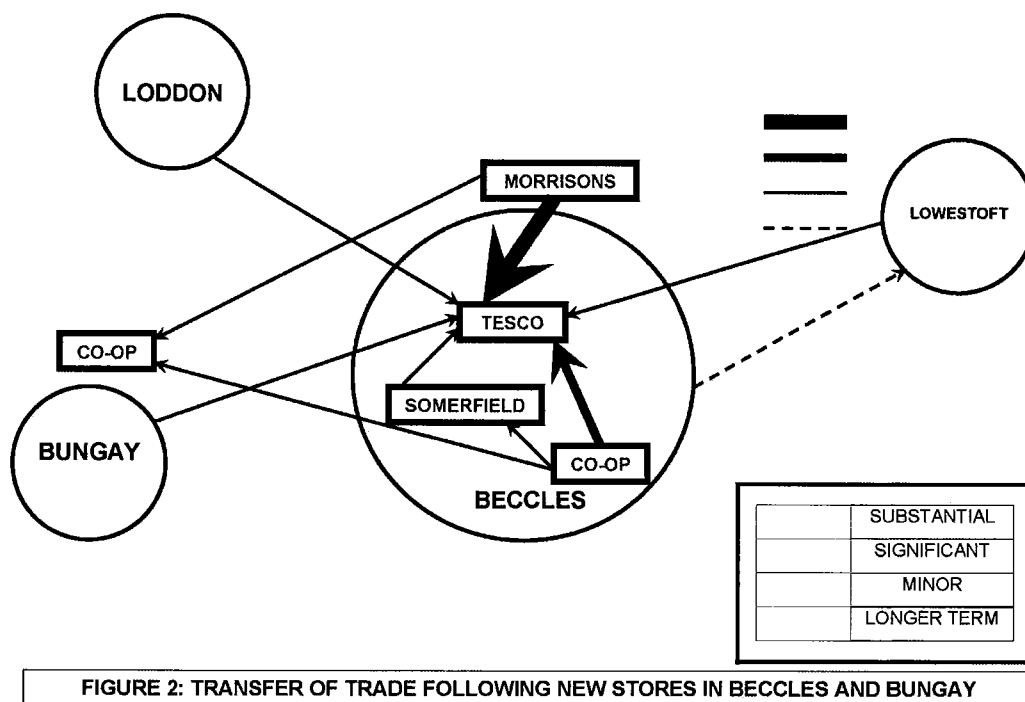 LODDON
MORRISONS
LOWESTOFT
TESCO
CO-OP
SOMERFIELD
BUNGAY
CO-OP
BECCLES
SUBSTANTIAL
SIGNIFICANT
MINOR
LONGER TERM
FIGURE 2: TRANSFER OF TRADE FOLLOWING NEW STORES IN BECCLES AND BUNGAY